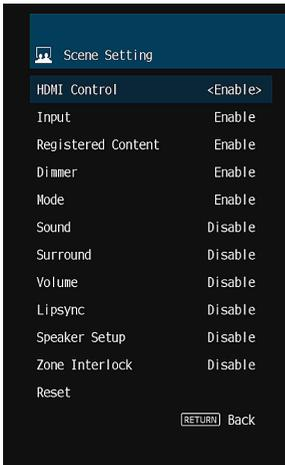 Scene Setting
HDMI Control <Enable>
Input Enable
Registered Content Enable
Dimmer Enable
Mode Enable
Sound Disable
Surround Disable
Volume Disable
Lipsync Disable
Speaker Setup Disable
Zone Interlock Disable
Reset
RETURN Back